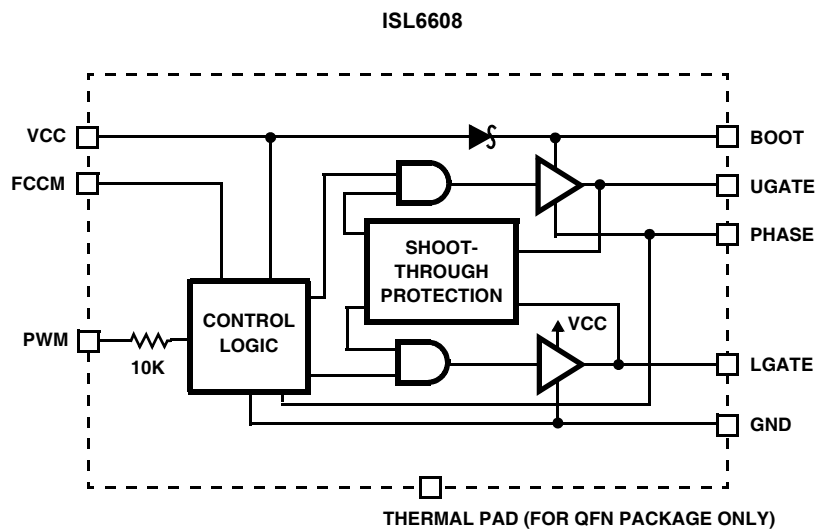 ISL6608
VCC
BOOT
FCCM
UGATE
PHASE
SHOOT-
THROUGH
PROTECTION
CONTROL
LOGIC
VCC
PWM
10K
LGATE
GND
THERMAL PAD (FOR QFN PACKAGE ONLY)